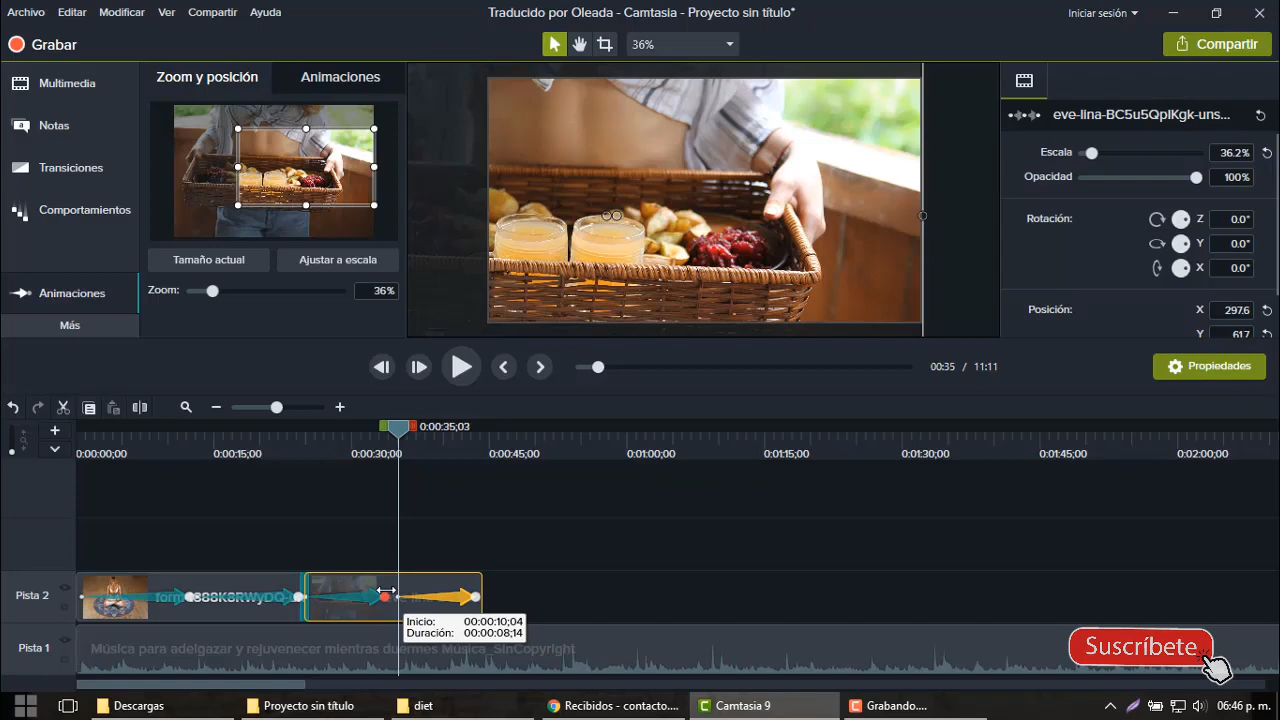 Archivo Editar Modificar Ver Compartir Ayuda Traducido por Oleada - Camtasia - Proyecto sin título* Iniciar sesión
Grabar 36% Compartir
Multimedia
Notas
Transiciones
Comportamientos
Animaciones
Más
Zoom y posición Animaciones
Tamaño actual Ajustar a escala
Zoom: 36%
eve-lina-BC5u5QpIKgk-uns...
Escala 36.2%
Opacidad 100%
Rotación: Z 0.0°
Y 0.0°
X 0.0°
Posición: X 297.6
Y 617
00:35 / 11:11 Propiedades
0:00:35;03
0:00:00;00 0:00:15;00 0:00:30;00 0:00:45;00 0:01:00;00 0:01:15;00 0:01:30;00 0:01:45;00 0:02:00;00
Pista 2
Inicio: 00:00:10;04
Duración: 00:00:08;14
Pista 1 Música para adelgazar y rejuvenecer mientras duermes Música_SinCopyright
Suscríbete
Descargas Proyecto sin título diet Recibidos - contacto.... Camtasia 9 Grabando.... 06:46 p. m.